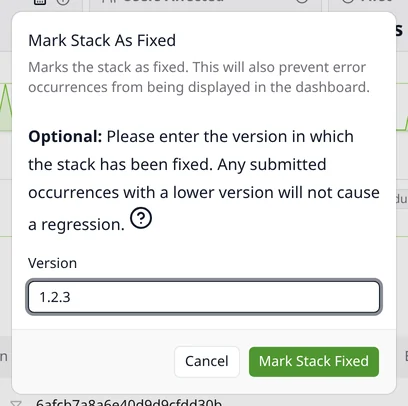 Mark Stack As Fixed
Marks the stack as fixed. This will also prevent error
occurrences from being displayed in the dashboard.
Optional: Please enter the version in which
the stack has been fixed. Any submitted
occurrences with a lower version will not cause
a regression. ?
Version
1.2.3
Cancel
Mark Stack Fixed